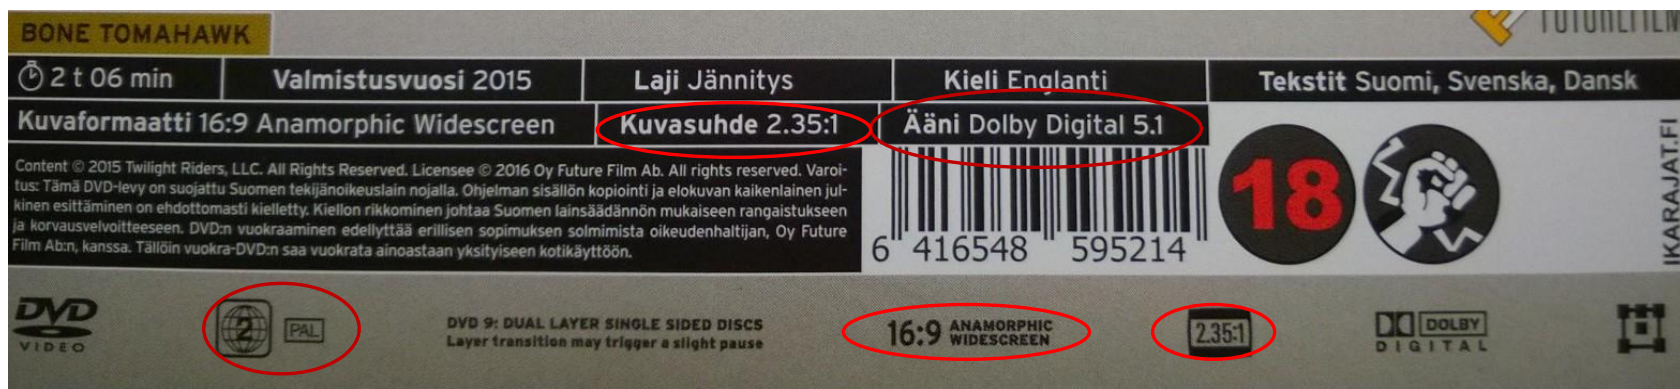 BONE TOMAHAWK
2 t 06 min
Valmistusvuosi 2015
Laji Jännitys
Kieli Englanti
Tekstit Suomi, Svenska, Dansk
Kuvaformaatti 16:9 Anamorphic Widescreen
Kuvasuhde 2.35:1
Ääni Dolby Digital 5.1
Content © 2015 Twilight Riders, LLC. All Rights Reserved. Licensee © 2016 Oy Future Film Ab. All rights reserved. Varoi-
tus: Tämä DVD-levy on suojattu Suomen tekijänoikeuslain nojalla. Ohjelman sisällön kopiointi ja elokuvan kaikenlainen jul-
kinen esittäminen on ehdottomasti kielletty. Kiellon rikkominen johtaa Suomen lainsäädännön mukaiseen rangaistukseen
ja korvausvelvoitteeseen. DVD:n vuokraaminen edellyttää erillisen sopimuksen solmimista oikeudenhaltijan, Oy Future
Film Ab:n, kanssa. Tällöin vuokra-DVD:n saa vuokrata ainoastaan yksityiseen kotikäyttöön.
6 416548 595214
18
IKARAJAT.FI
DVD
VIDEO
2
PAL
DVD 9: DUAL LAYER SINGLE SIDED DISCS
Layer transition may trigger a slight pause
16:9 ANAMORPHIC
WIDESCREEN
2.35:1
DOLBY
DIGITAL